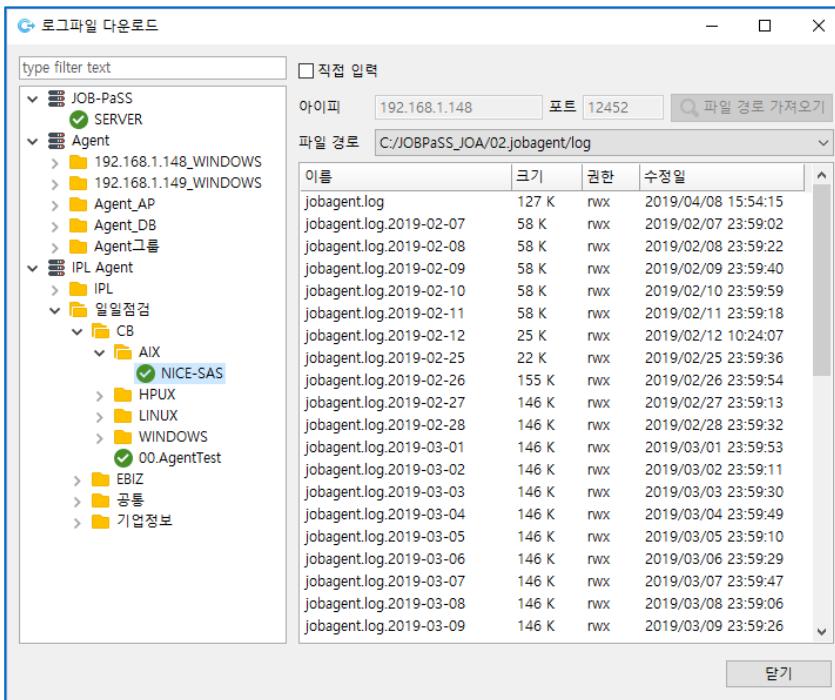 로그파일 다운로드
type filter text
JOB-PaSS
SERVER
Agent
192.168.1.148_WINDOWS
192.168.1.149_WINDOWS
Agent_AP
Agent_DB
Agent그룹
IPL Agent
IPL
일일점검
CB
AIX
NICE-SAS
HPUX
LINUX
WINDOWS
00.AgentTest
EBIZ
공통
기업정보
직접 입력
아이피 192.168.1.148 포트 12452 파일 경로 가져오기
파일 경로 C:/JOBPaSS_JOA/02.jobagent/log
이름 크기 권한 수정일
jobagent.log 127 K rwx 2019/04/08 15:54:15
jobagent.log.2019-02-07 58 K rwx 2019/02/07 23:59:02
jobagent.log.2019-02-08 58 K rwx 2019/02/08 23:59:22
jobagent.log.2019-02-09 58 K rwx 2019/02/09 23:59:40
jobagent.log.2019-02-10 58 K rwx 2019/02/10 23:59:59
jobagent.log.2019-02-11 58 K rwx 2019/02/11 23:59:18
jobagent.log.2019-02-12 25 K rwx 2019/02/12 10:24:07
jobagent.log.2019-02-25 22 K rwx 2019/02/25 23:59:36
jobagent.log.2019-02-26 155 K rwx 2019/02/26 23:59:54
jobagent.log.2019-02-27 146 K rwx 2019/02/27 23:59:13
jobagent.log.2019-02-28 146 K rwx 2019/02/28 23:59:32
jobagent.log.2019-03-01 146 K rwx 2019/03/01 23:59:53
jobagent.log.2019-03-02 146 K rwx 2019/03/02 23:59:11
jobagent.log.2019-03-03 146 K rwx 2019/03/03 23:59:30
jobagent.log.2019-03-04 146 K rwx 2019/03/04 23:59:49
jobagent.log.2019-03-05 146 K rwx 2019/03/05 23:59:10
jobagent.log.2019-03-06 146 K rwx 2019/03/06 23:59:29
jobagent.log.2019-03-07 146 K rwx 2019/03/07 23:59:47
jobagent.log.2019-03-08 146 K rwx 2019/03/08 23:59:06
jobagent.log.2019-03-09 146 K rwx 2019/03/09 23:59:26
닫기